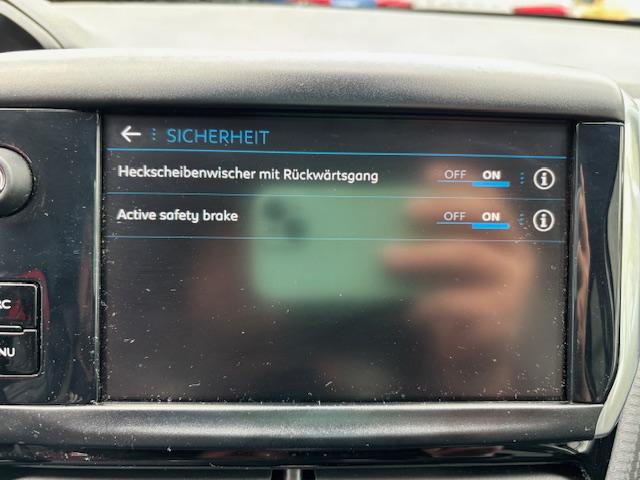 SICHERHEIT
Heckscheibenwischer mit Rückwärtsgang OFF ON
Active safety brake OFF ON